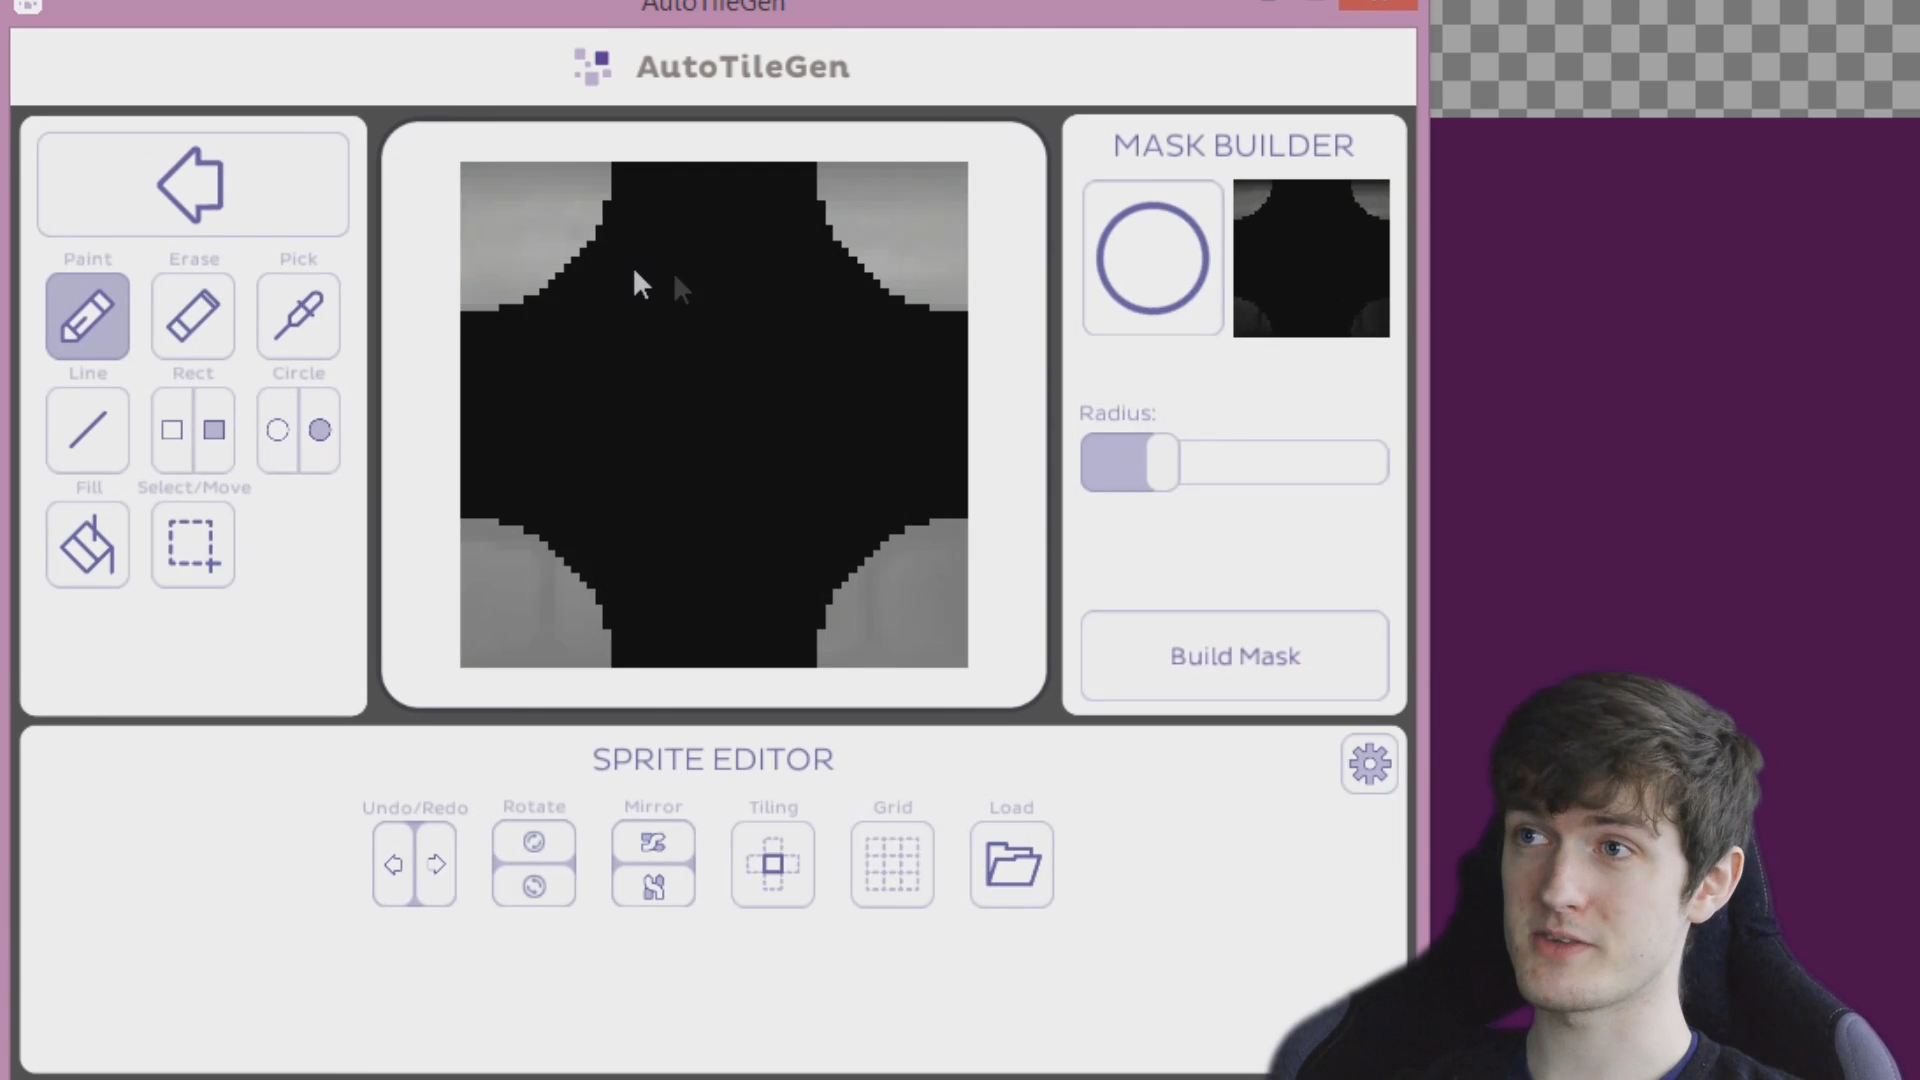 AutoTileGen
AutoTileGen
MASK BUILDER
Paint Erase Pick
Line Rect Circle
Radius:
Fill Select/Move
Build Mask
SPRITE EDITOR
Undo/Redo Rotate Mirror Tiling Grid Load